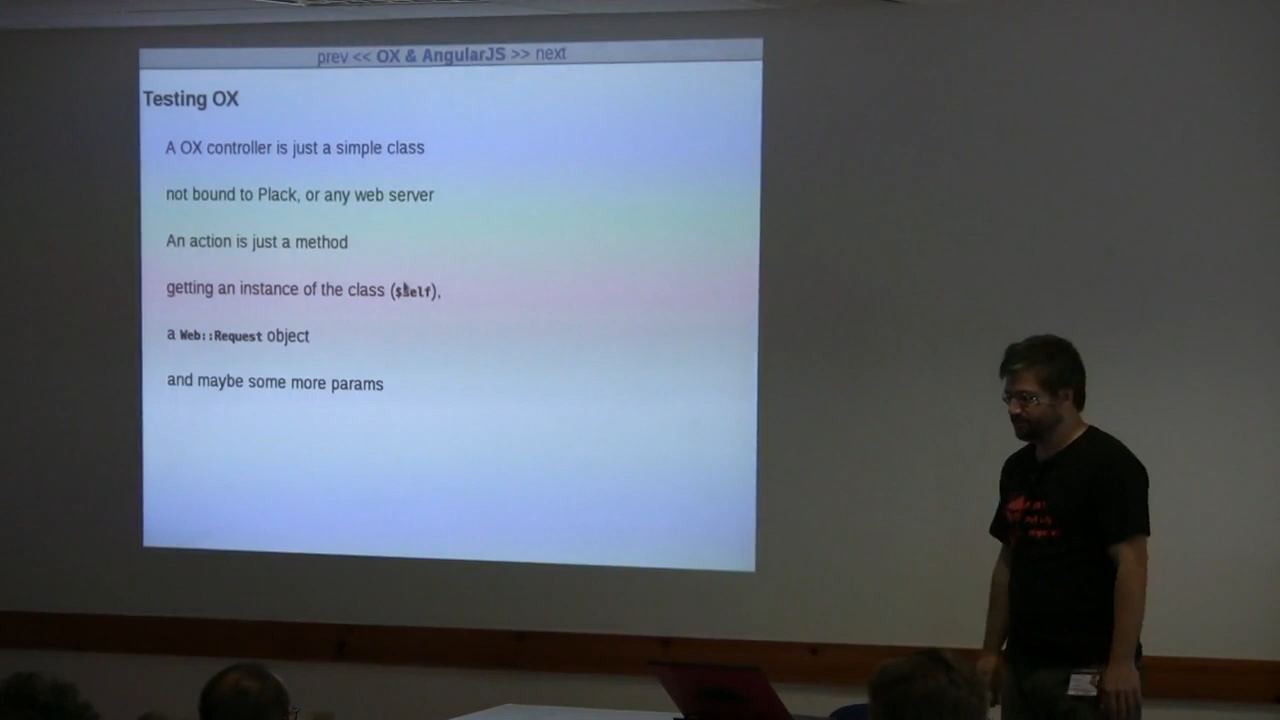 prev << OX & AngularJS >> next
Testing OX
A OX controller is just a simple class
not bound to Plack, or any web server
An action is just a method
getting an instance of the class ($self),
a Web::Request object
and maybe some more params